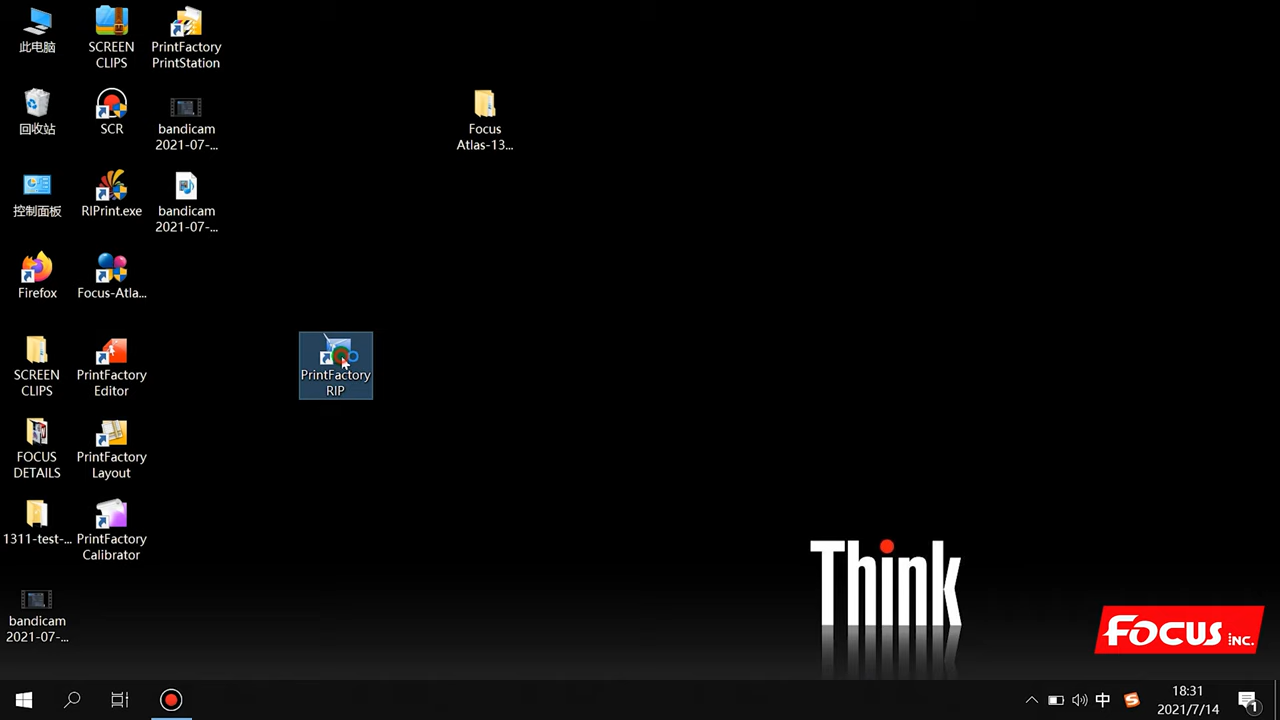 此电脑
SCREEN
CLIPS
PrintFactory
PrintStation
回收站
SCR
bandicam
2021-07-...
Focus
Atlas-13...
控制面板
RIPrint.exe
bandicam
2021-07-...
Firefox
Focus-Atla...
SCREEN
CLIPS
PrintFactory
Editor
PrintFactory
RIP
FOCUS
DETAILS
PrintFactory
Layout
1311-test-...
PrintFactory
Calibrator
bandicam
2021-07-...
Think
FOCUS INC.
中
18:31
2021/7/14
1